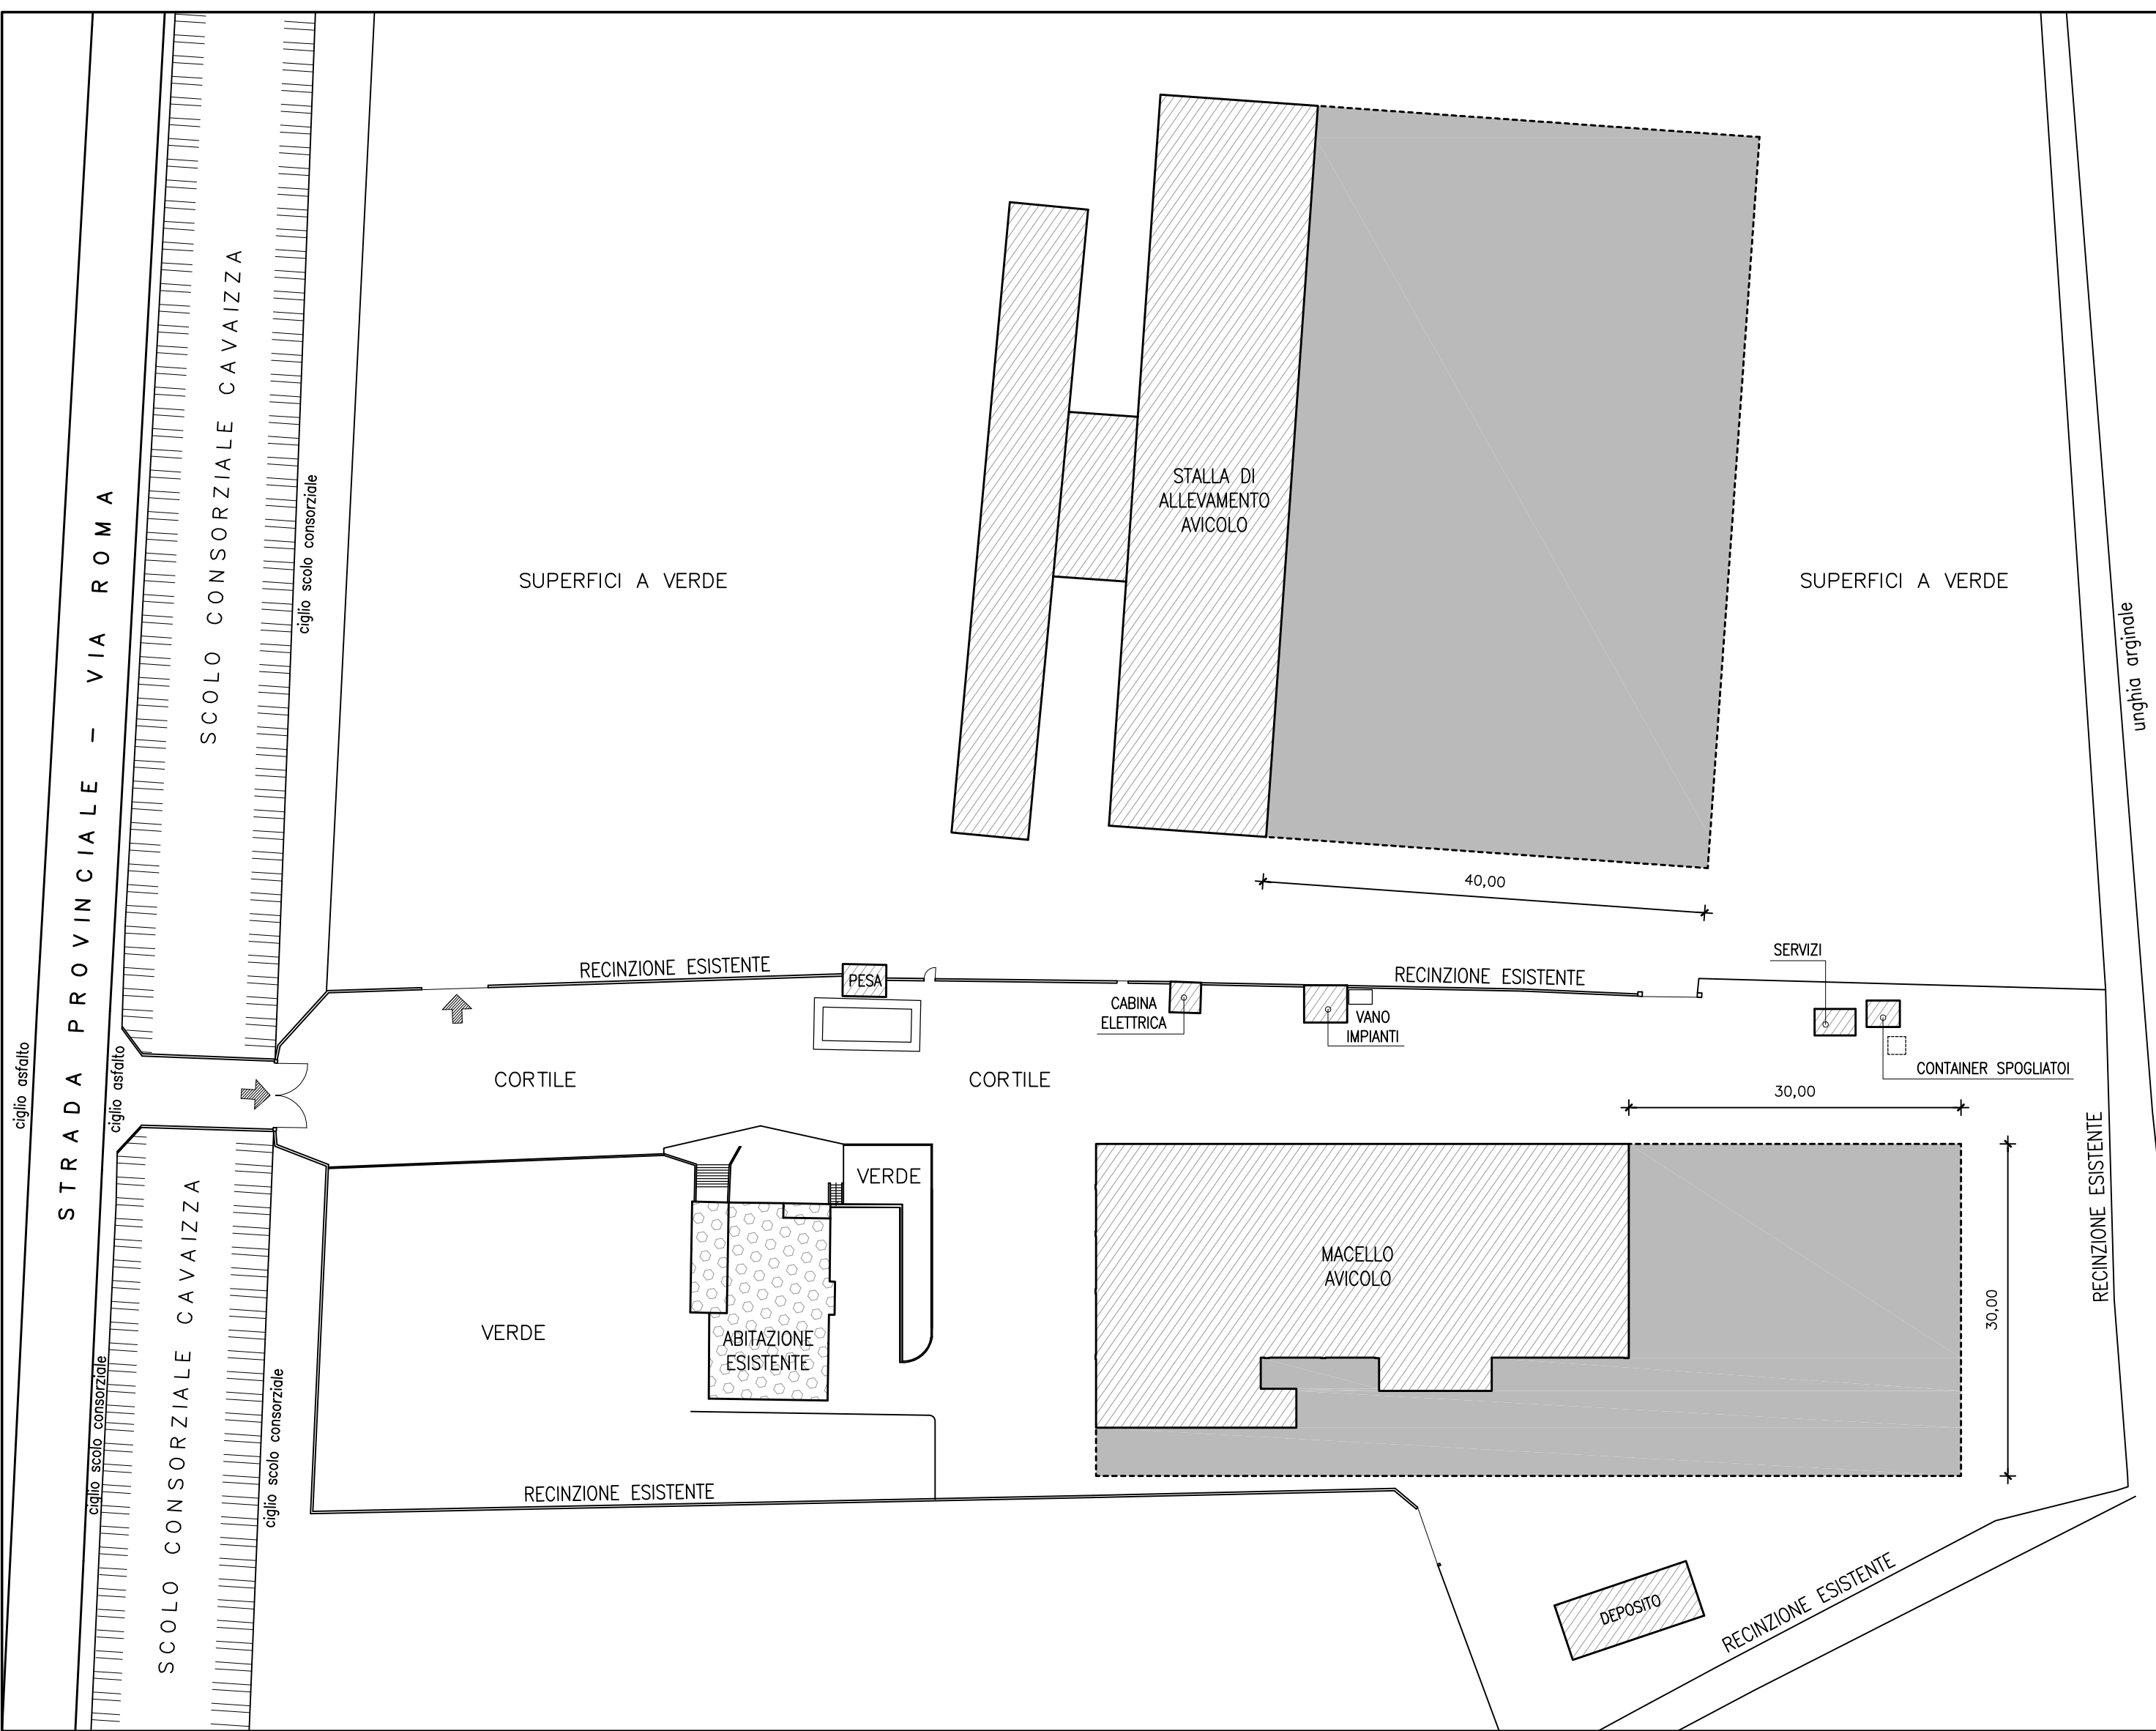 STRADA PROVINCIALE - VIA ROMA
SCOLO CONSORZIALE CAVAIZZA
ciglio scolo consorziale
SUPERFICI A VERDE
STALLA DI
ALLEVAMENTO
AVICOLO
SUPERFICI A VERDE
unghia arginale
40,00
RECINZIONE ESISTENTE
PESA
CABINA
ELETTRICA
VANO
IMPIANTI
RECINZIONE ESISTENTE
SERVIZI
CONTAINER SPOGLIATOI
ciglio asfalto
ciglio asfalto
CORTILE
CORTILE
30,00
RECINZIONE ESISTENTE
VERDE
VERDE
ABITAZIONE
ESISTENTE
MACELLO
AVICOLO
30,00
SCOLO CONSORZIALE CAVAIZZA
ciglio scolo consorziale
ciglio scolo consorziale
RECINZIONE ESISTENTE
DEPOSITO
RECINZIONE ESISTENTE